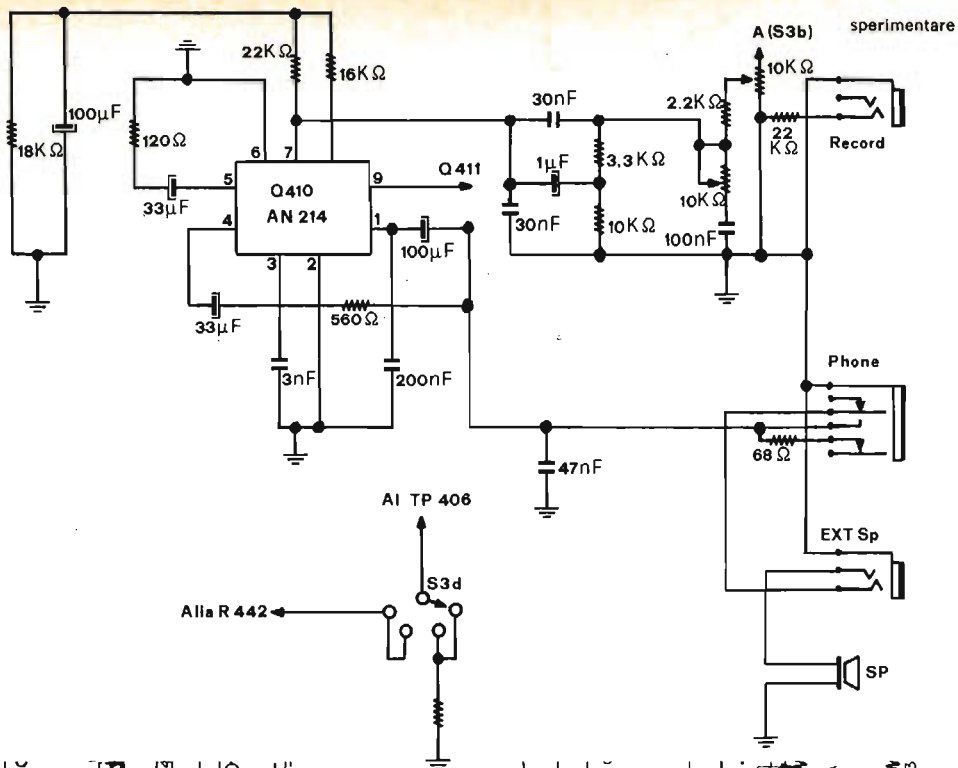 sperimentare
A (S3b)
10KΩ
22KΩ
16KΩ
30nF
2.2KΩ
100µF
18KΩ
120Ω
22
KΩ
Record
1µF
3,3KΩ
6
7
Q411
5
Q410
9
33µF
AN 214
4
1
30nF
10KΩ
10KΩ
100nF
100µF
3
2
33µF
560Ω
3nF
200nF
Phone
68Ω
47nF
Al TP 406
EXT Sp
S3d
Alla R 442
SP